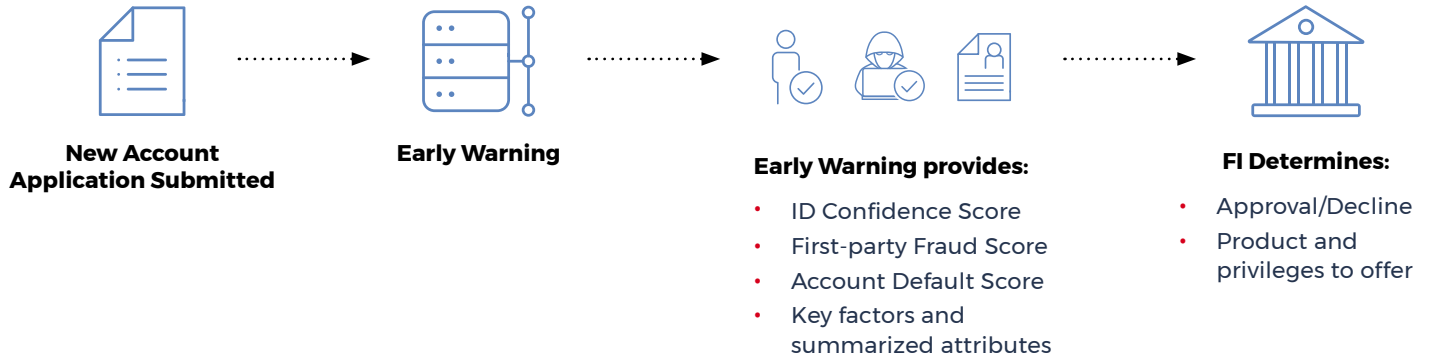 New Account
Application Submitted
Early Warning
Early Warning provides:
• ID Confidence Score
• First-party Fraud Score
• Account Default Score
• Key factors and
summarized attributes
FI Determines:
• Approval/Decline
• Product and
privileges to offer